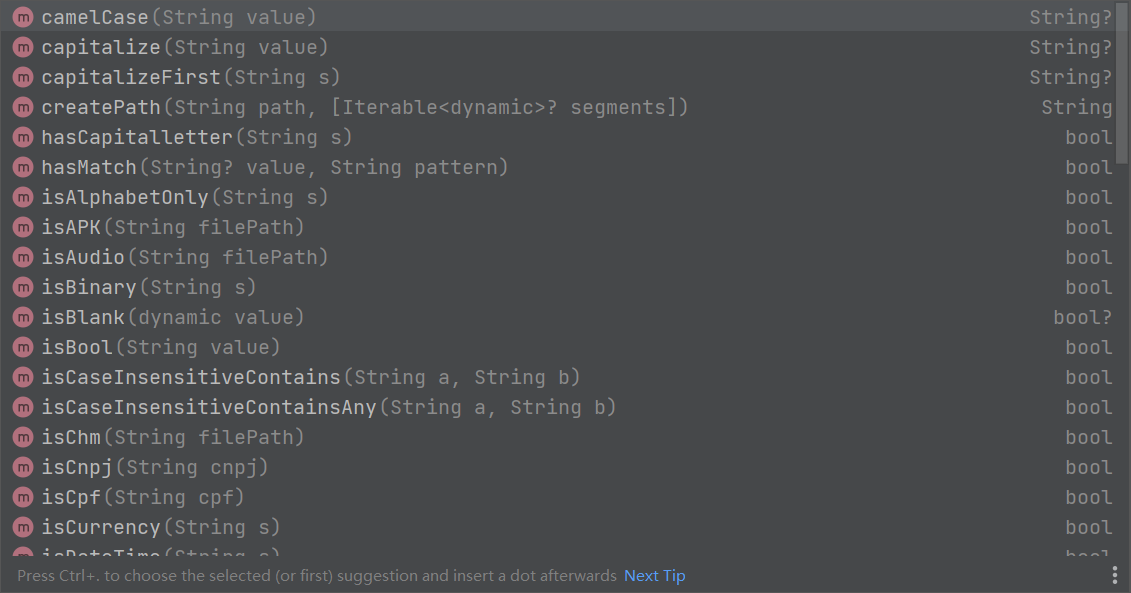 m camelCase(String value) String?
m capitalize(String value) String?
m capitalizeFirst(String s) String?
m createPath(String path, [Iterable<dynamic>? segments]) String
m hasCapitalletter(String s) bool
m hasMatch(String? value, String pattern) bool
m isAlphabetOnly(String s) bool
m isAPK(String filePath) bool
m isAudio(String filePath) bool
m isBinary(String s) bool
m isBlank(dynamic value) bool?
m isBool(String value) bool
m isCaseInsensitiveContains(String a, String b) bool
m isCaseInsensitiveContainsAny(String a, String b) bool
m isChm(String filePath) bool
m isCnpj(String cnpj) bool
m isCpf(String cpf) bool
m isCurrency(String s) bool
m isDateTime(String s) bool
Press Ctrl+. to choose the selected (or first) suggestion and insert a dot afterwards Next Tip